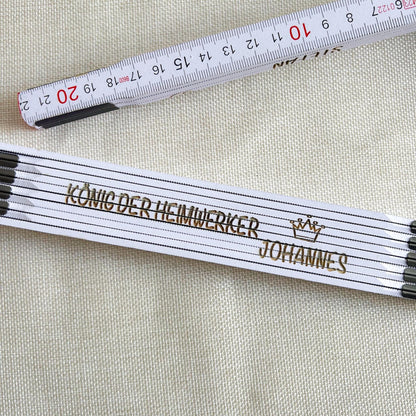 22 21 20 19 18 17 16 15 14 13 12 11 10 9 8 7
STEFAN
KÖNIG DER HEIMWERKER
JOHANNES